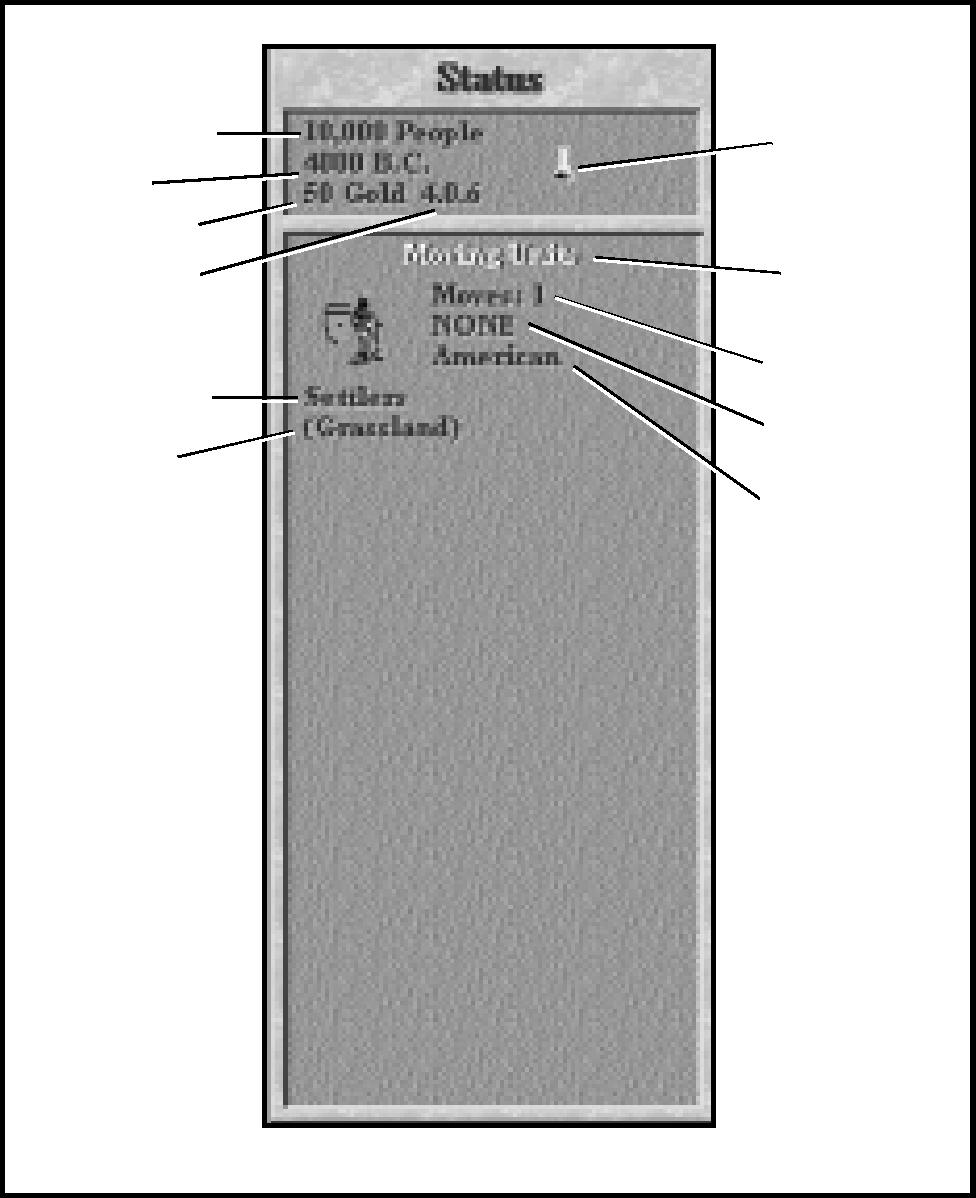 Status
10,000 People
4000 B.C.
50 Gold 4.0.6
Moving Units
Moves: 1
NONE
American
Settlers
(Grassland)